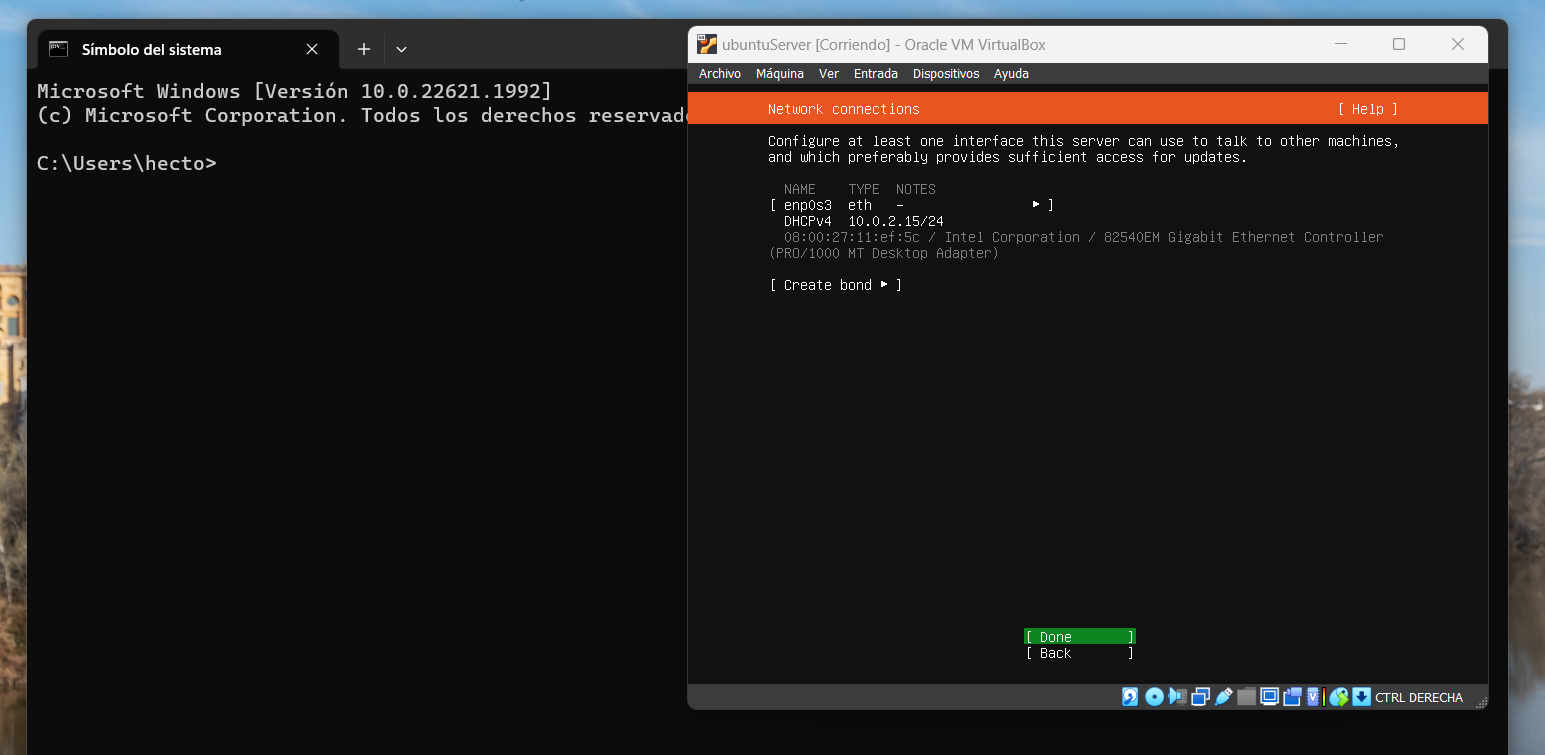 Símbolo del sistema
Microsoft Windows [Versión 10.0.22621.1992]
(c) Microsoft Corporation. Todos los derechos reservad
C:\Users\hecto>
ubuntuServer [Corriendo] - Oracle VM VirtualBox
Archivo Máquina Ver Entrada Dispositivos Ayuda
Network connections [ Help ]
Configure at least one interface this server can use to talk to other machines,
and which preferably provides sufficient access for updates.
NAME TYPE NOTES
[ enp0s3 eth - ▸ ]
DHCPv4 10.0.2.15/24
08:00:27:11:ef:5c / Intel Corporation / 82540EM Gigabit Ethernet Controller
(PRO/1000 MT Desktop Adapter)
[ Create bond ▸ ]
[ Done ]
[ Back ]
CTRL DERECHA